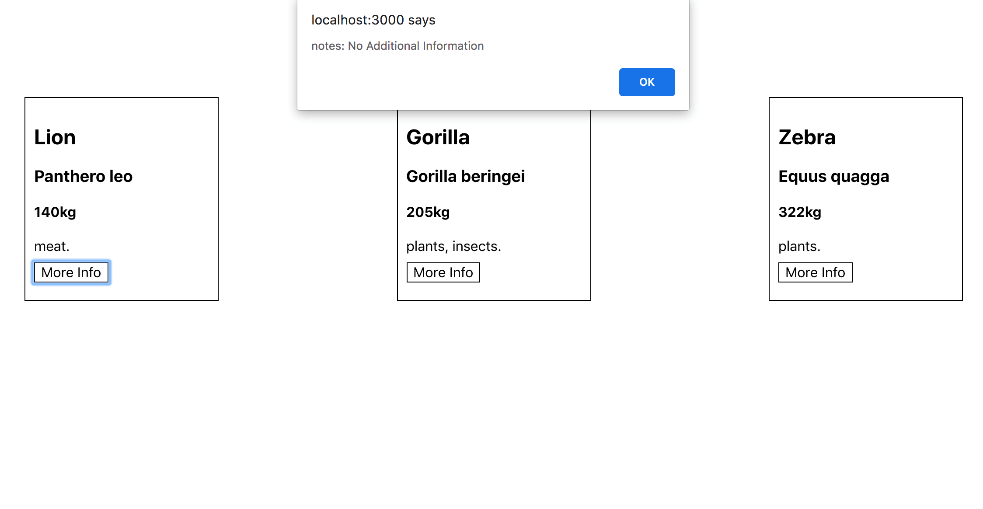 localhost:3000 says
notes: No Additional Information
OK
Lion
Panthero leo
140kg
meat.
More Info
Gorilla
Gorilla beringei
205kg
plants, insects.
More Info
Zebra
Equus quagga
322kg
plants.
More Info